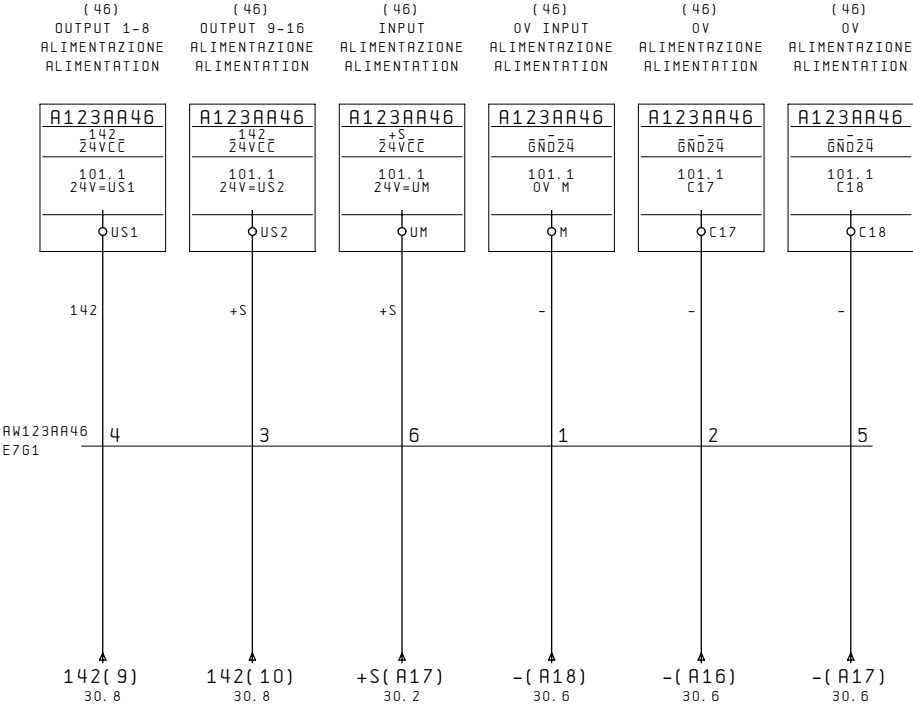 (46) (46) (46) (46) (46) (46)
OUTPUT 1-8 OUTPUT 9-16 INPUT 0V INPUT 0V 0V
ALIMENTAZIONE ALIMENTAZIONE ALIMENTAZIONE ALIMENTAZIONE ALIMENTAZIONE ALIMENTAZIONE
ALIMENTATION ALIMENTATION ALIMENTATION ALIMENTATION ALIMENTATION ALIMENTATION
A123AA46 A123AA46 A123AA46 A123AA46 A123AA46 A123AA46
142 142 +S - - -
24VCC 24VCC 24VCC GND24 GND24 GND24
101.1 101.1 101.1 101.1 101.1 101.1
24V=US1 24V=US2 24V=UM 0V M C17 C18
US1 US2 UM M C17 C18
142 +S +S - - -
AW123AA46 4 3 6 1 2 5
E7G1
142(9) 142(10) +S(A17) -(A18) -(A16) -(A17)
30.8 30.8 30.2 30.6 30.6 30.6